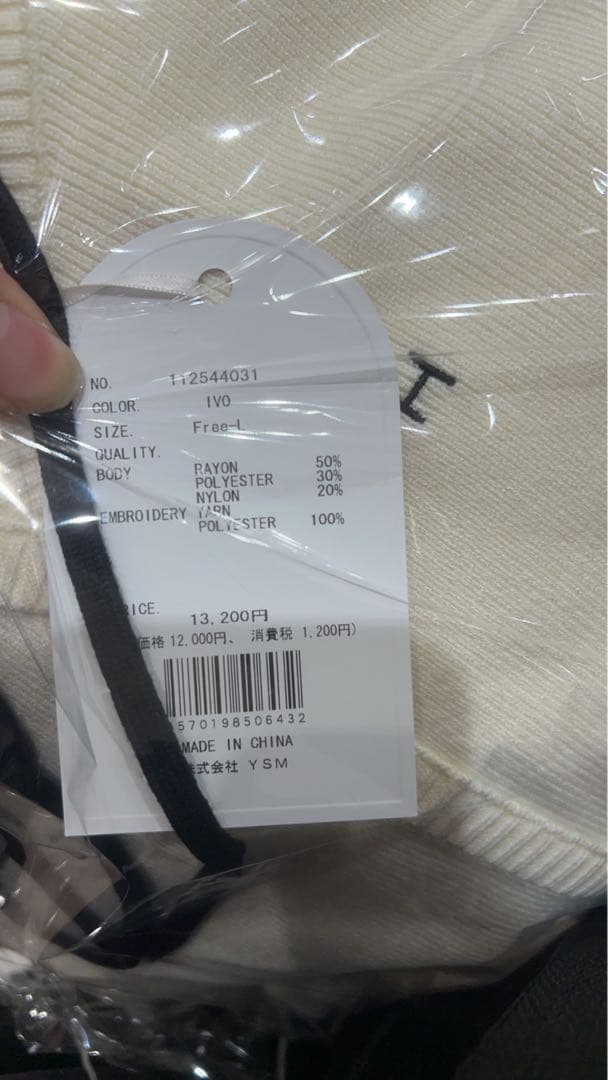 NO. 112544031
COLOR. IVO
SIZE. Free-L
QUALITY.
BODY RAYON 50%
POLYESTER 30%
NYLON 20%
EMBROIDERY YARN
POLYESTER 100%
RICE. 13,200円
価格 12.000円、 消費税 1.200円)
570198506432
MADE IN CHINA
式会社 YSM